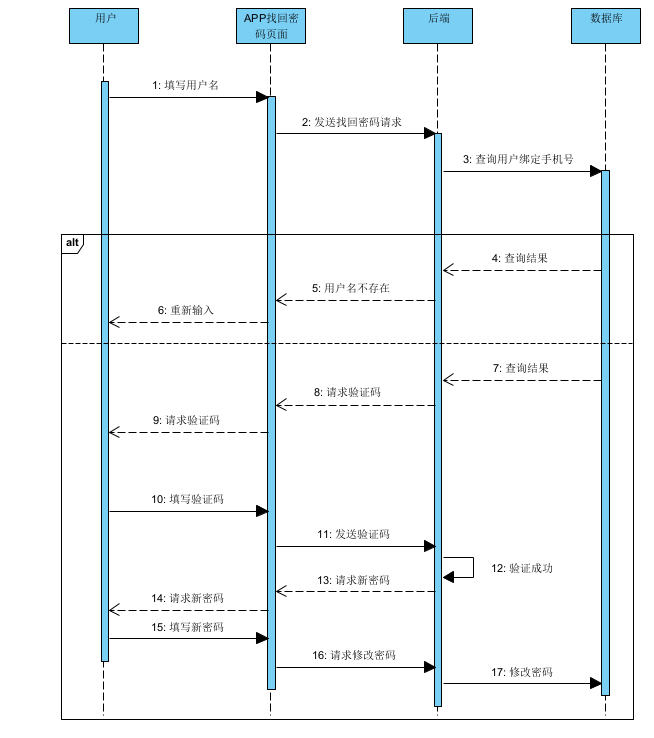 用户
APP找回密
码页面
后端
数据库
1: 填写用户名
2: 发送找回密码请求
3: 查询用户绑定手机号
alt
4: 查询结果
5: 用户名不存在
6: 重新输入
7: 查询结果
8: 请求验证码
9: 请求验证码
10: 填写验证码
11: 发送验证码
12: 验证成功
13: 请求新密码
14: 请求新密码
15: 填写新密码
16: 请求修改密码
17: 修改密码